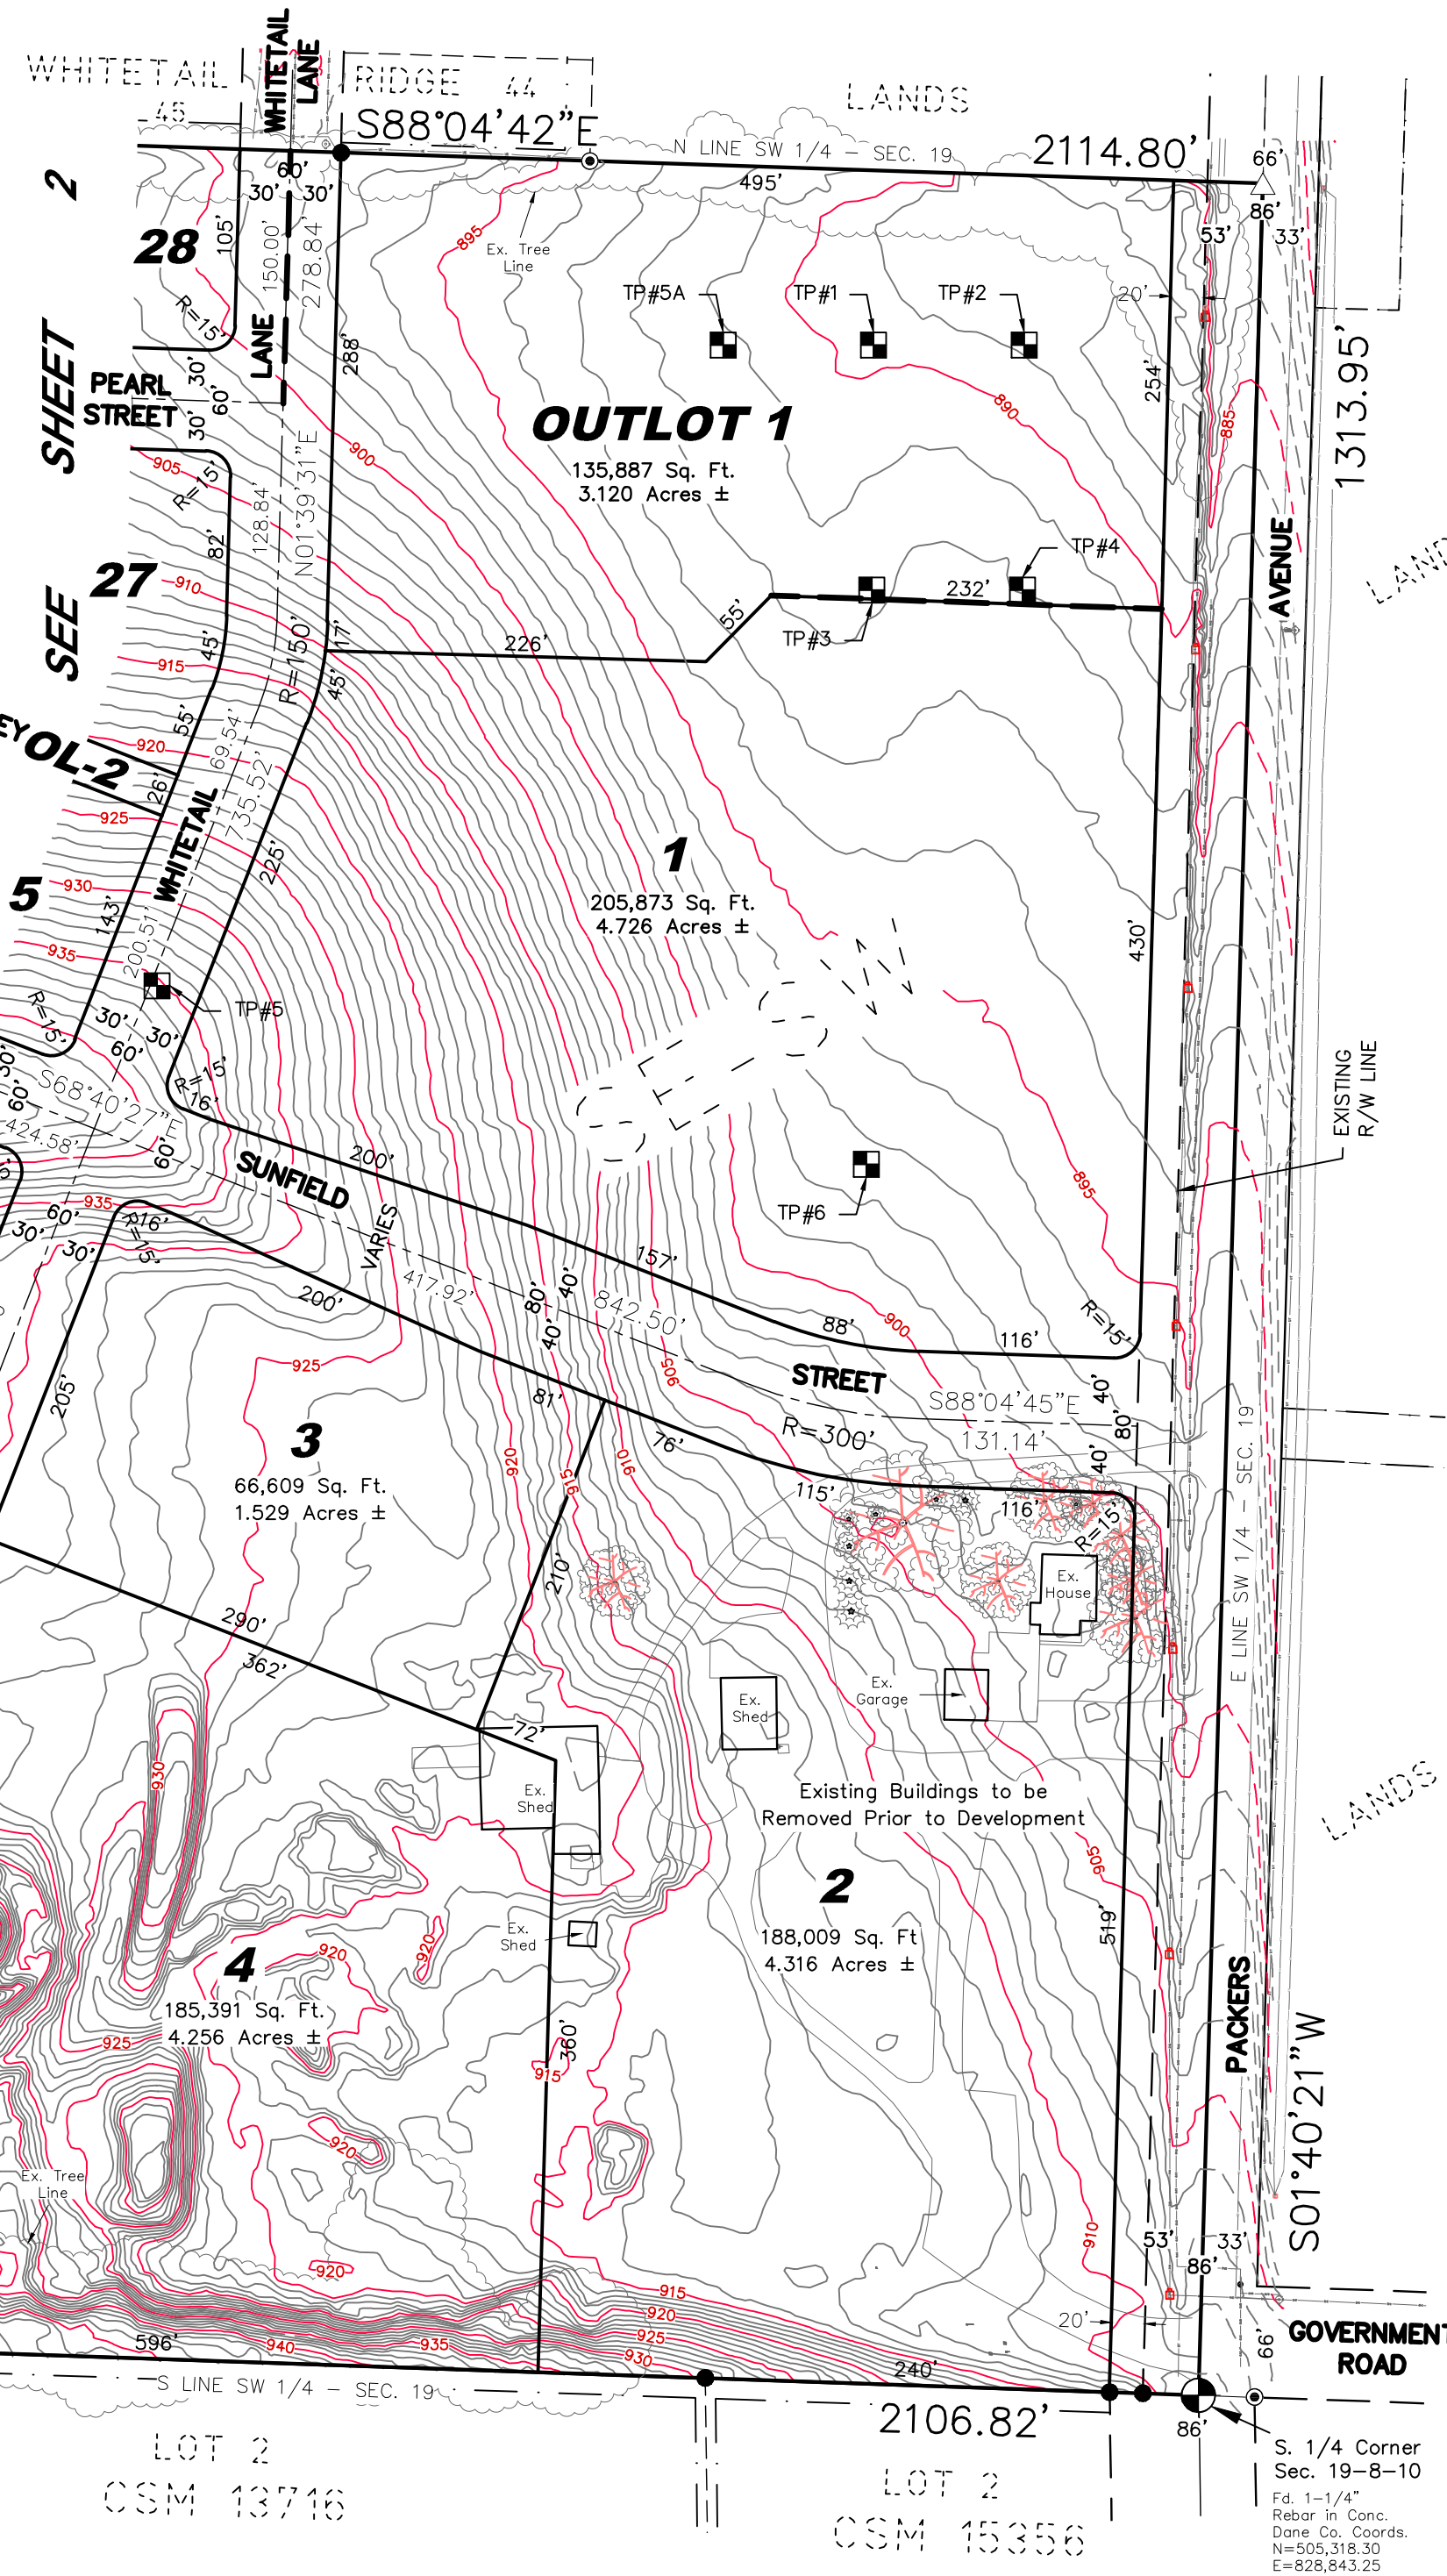 WHITETAIL
WHITETAIL
LANE
RIDGE 44
LANDS
45
S88°04'42"E
N LINE SW 1/4 - SEC. 19
2114.80'
66'
60'
30' 30'
495'
86'
53' 33'
2
28
105'
150.00'
278.84'
895
Ex. Tree
Line
TP#5A
TP#1
TP#2
20'
R=15'
LANE
288'
254'
1313.95'
SHEET
PEARL
STREET
30'
60'
30'
OUTLOT 1
135,887 Sq. Ft.
3.120 Acres ±
890
885
900
905
R=15'
128.84'
N01°39'31"E
82'
SEE
27
910
TP#4
AVENUE
232'
55'
TP#3
226'
17'
45'
915
R=150'
45'
55'
69.54'
735.52'
EY
OL-2
920
26'
925
WHITETAIL
225'
1
205,873 Sq. Ft.
4.726 Acres ±
5
930
143'
430'
935
200.51'
TP#5
R=15'
30' 30'
60'
R=15'
16'
30'
60'
S68°40'27"E
424.58'
60'
EXISTING
R/W LINE
SUNFIELD
200'
VARIES
TP#6
895
935
60'
30' 30'
16'
R=15'
157'
200'
417.92'
80'
40'
40'
842.50'
88'
900
116'
R=15'
925
905
STREET
S88°04'45"E
40'
80'
40'
205'
81'
76'
R=300'
131.14'
E LINE SW 1/4 - SEC. 19
3
66,609 Sq. Ft.
1.529 Acres ±
920
915
910
115'
116'
R=15'
210'
Ex.
House
290'
362'
Ex.
Shed
Ex.
Garage
72'
930
Ex.
Shed
Existing Buildings to be
Removed Prior to Development
LANDS
905
2
188,009 Sq. Ft
4.316 Acres ±
519'
Ex.
Shed
920
920
4
185,391 Sq. Ft.
4.256 Acres ±
925
360'
915
PACKERS
S01°40'21"W
920
Ex. Tree
Line
910
53' 33'
86'
920
915
920
925
930
20'
66'
GOVERNMENT
ROAD
596'
940
935
240'
S LINE SW 1/4 - SEC. 19
2106.82'
86'
LOT 2
CSM 13716
LOT 2
CSM 15356
S. 1/4 Corner
Sec. 19-8-10
Fd. 1-1/4"
Rebar in Conc.
Dane Co. Coords.
N=505,318.30
E=828,843.25